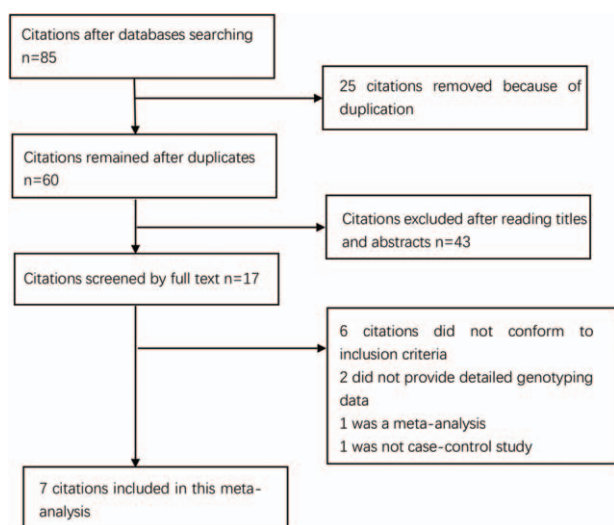 Citations after databases searching
n=85
25 citations removed because of
duplication
Citations remained after duplicates
n=60
Citations excluded after reading titles
and abstracts n=43
Citations screened by full text n=17
6 citations did not conform to
inclusion criteria
2 did not provide detailed genotyping
data
1 was a meta-analysis
1 was not case-control study
7 citations included in this meta-
analysis